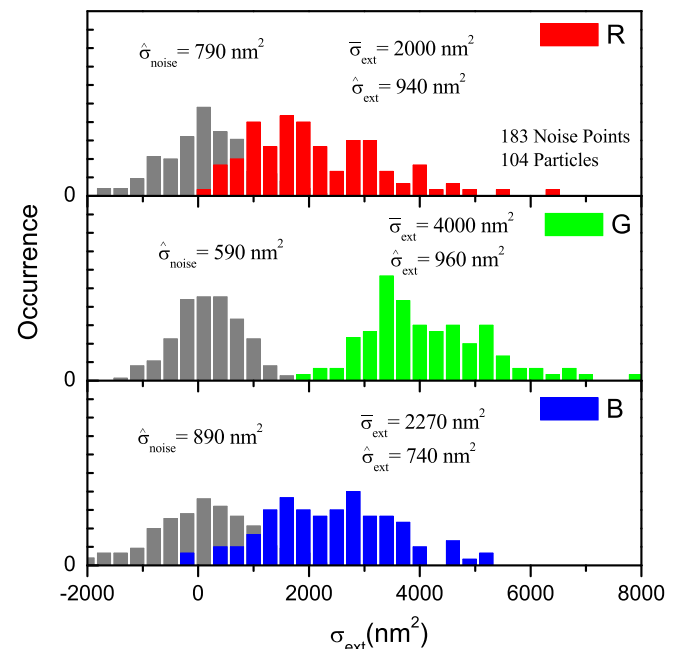 σ̂noise= 790 nm²
σ̅ext= 2000 nm²
R
σ̂ext= 940 nm²
183 Noise Points
104 Particles
0
σ̂noise= 590 nm²
σ̅ext= 4000 nm²
G
σ̂ext= 960 nm²
Occurrence
0
σ̂noise= 890 nm²
σ̅ext= 2270 nm²
B
σ̂ext= 740 nm²
0
-2000 0 2000 4000 6000 8000
σext(nm²)